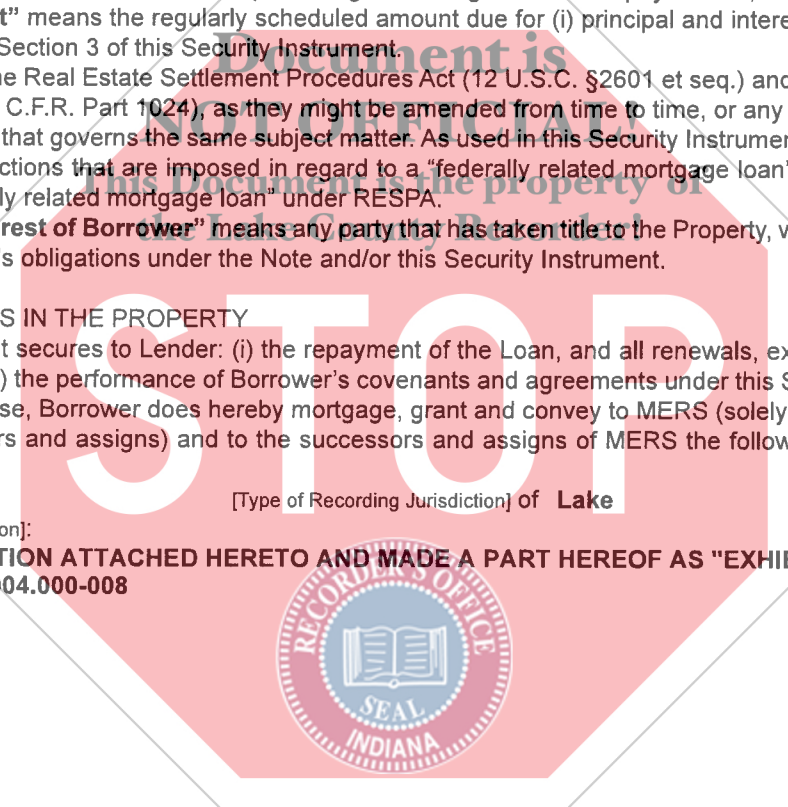 t” means the regularly scheduled amount due for (i) principal and intere
Section 3 of this Security Instrument.
Document is
e Real Estate Settlement Procedures Act (12 U.S.C. §2601 et seq.) and
C.F.R. Part 1024), as they might be amended from time to time, or any
NOT OFFICIAL!
that governs the same subject matter. As used in this Security Instrumen
ctions that are imposed in regard to a “federally related mortgage loan”
This Document is the property of
ly related mortgage loan” under RESPA.
rest of Borrower” means any party that has taken title to the Property, w
the Lake County Recorder!
's obligations under the Note and/or this Security Instrument.
S IN THE PROPERTY
t secures to Lender: (i) the repayment of the Loan, and all renewals, ex
) the performance of Borrower’s covenants and agreements under this S
se, Borrower does hereby mortgage, grant and convey to MERS (solely
rs and assigns) and to the successors and assigns of MERS the follow
STOP
[Type of Recording Jurisdiction] of Lake
on]:
TION ATTACHED HERETO AND MADE A PART HEREOF AS "EXHIB
04.000-008
RECORDER'S OFFICE
SEAL
INDIANA